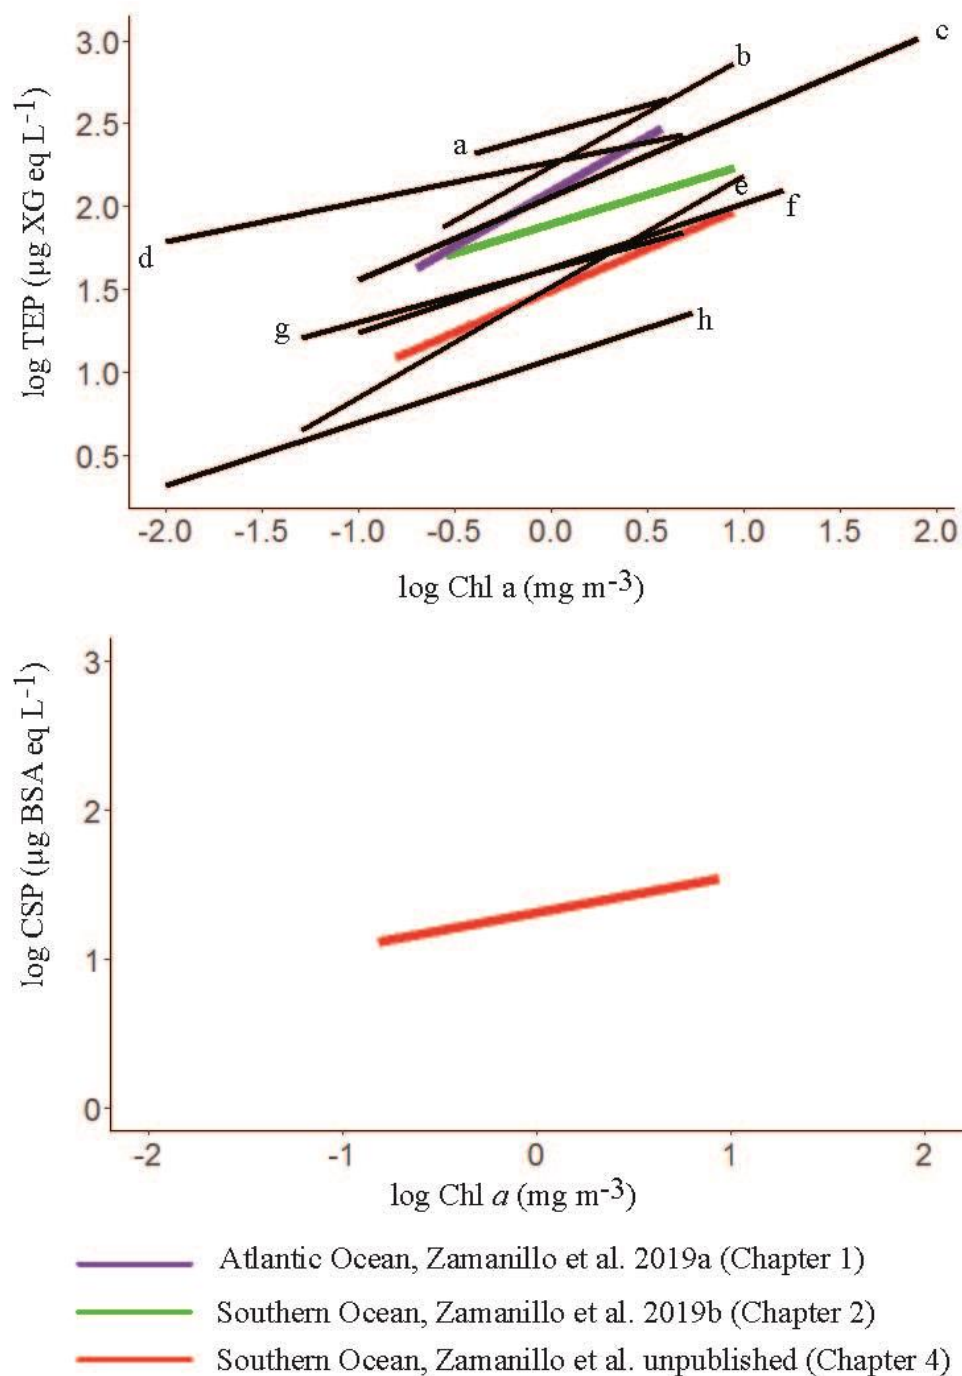 3.0
2.5
2.0
1.5
1.0
0.5
log TEP (µg XG eq L-1)
a
b
c
d
e
f
g
h
-2.0 -1.5 -1.0 -0.5 0.0 0.5 1.0 1.5 2.0
log Chl a (mg m-3)
3
2
1
0
log CSP (µg BSA eq L-1)
-2 -1 0 1 2
log Chl a (mg m-3)
Atlantic Ocean, Zamanillo et al. 2019a (Chapter 1)
Southern Ocean, Zamanillo et al. 2019b (Chapter 2)
Southern Ocean, Zamanillo et al. unpublished (Chapter 4)